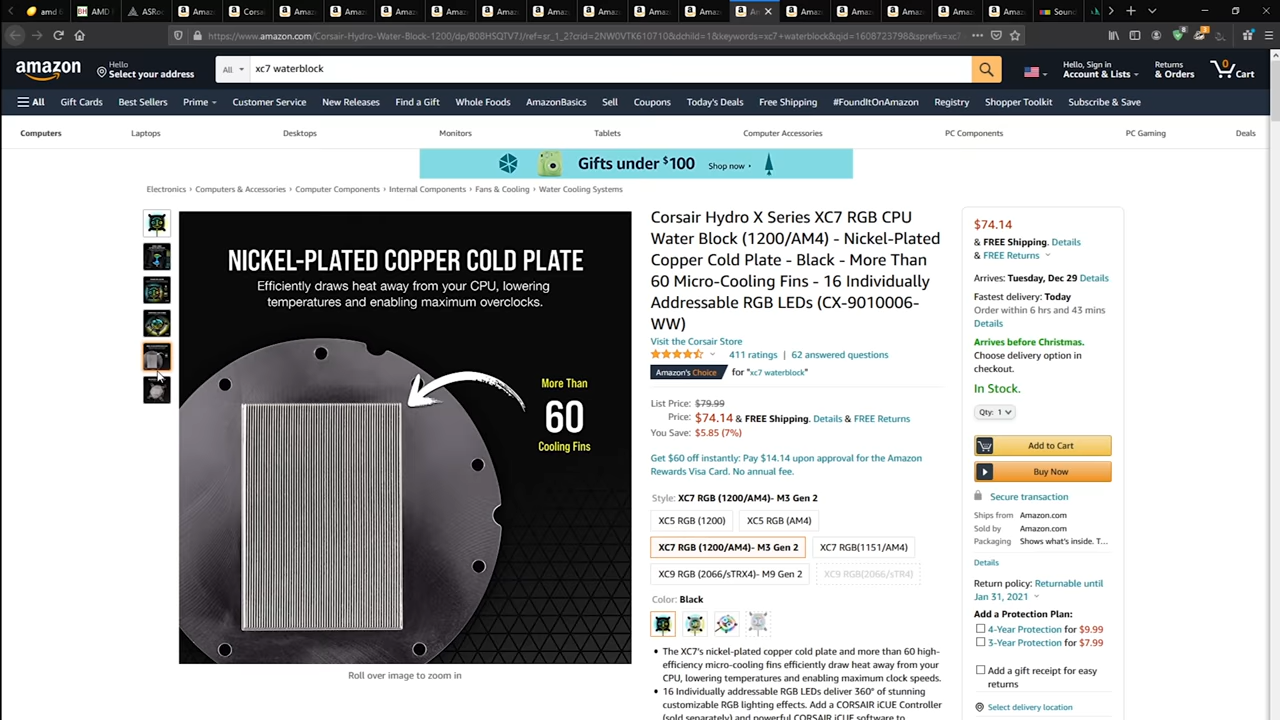 amd 6
AMD
ASRoc
Amaz
Corsai
Amaz
Amaz
Amaz
Amaz
Amaz
Amaz
Amaz
Amaz
Amaz
Am
Amaz
Amaz
Amaz
Amaz
Amaz
Sound
https://www.amazon.com/Corsair-Hydro-Water-Block-1200/dp/B08HSQTV7J/ref=sr_1_2?crid=2NW0VTK610710&dchild=1&keywords=xc7+waterblock&qid=1608723798&sprefix=xc7
amazon
Hello
Select your address
All
xc7 waterblock
Hello, Sign in
Account & Lists
Returns
& Orders
0
Cart
All
Gift Cards
Best Sellers
Prime
Customer Service
New Releases
Find a Gift
Whole Foods
AmazonBasics
Sell
Coupons
Today's Deals
Free Shipping
#FoundItOnAmazon
Registry
Shopper Toolkit
Subscribe & Save
Computers
Laptops
Desktops
Monitors
Tablets
Computer Accessories
PC Components
PC Gaming
Deals
Gifts under $100 Shop now
Electronics › Computers & Accessories › Computer Components › Internal Components › Fans & Cooling › Water Cooling Systems
NICKEL-PLATED COPPER COLD PLATE
Efficiently draws heat away from your CPU, lowering
temperatures and enabling maximum overclocks.
More Than
60
Cooling Fins
Roll over image to zoom in
Corsair Hydro X Series XC7 RGB CPU
Water Block (1200/AM4) - Nickel-Plated
Copper Cold Plate - Black - More Than
60 Micro-Cooling Fins - 16 Individually
Addressable RGB LEDs (CX-9010006-
WW)
Visit the Corsair Store
411 ratings | 62 answered questions
Amazon's Choice for "xc7 waterblock"
List Price: $79.99
Price: $74.14 & FREE Shipping. Details & FREE Returns
You Save: $5.85 (7%)
Get $60 off instantly: Pay $14.14 upon approval for the Amazon
Rewards Visa Card. No annual fee.
Style: XC7 RGB (1200/AM4)- M3 Gen 2
XC5 RGB (1200)
XC5 RGB (AM4)
XC7 RGB (1200/AM4)- M3 Gen 2
XC7 RGB(1151/AM4)
XC9 RGB (2066/sTRX4)- M9 Gen 2
XC9 RGB(2066/sTR4)
Color: Black
• The XC7's nickel-plated copper cold plate and more than 60 high-
efficiency micro-cooling fins efficiently draw heat away from your
CPU, lowering temperatures and enabling maximum clock speeds.
• 16 Individually addressable RGB LEDs deliver 360° of stunning
customizable RGB lighting effects. Add a CORSAIR iCUE Controller
(sold separately) and powerful CORSAIR iCUE software to
$74.14
& FREE Shipping. Details
& FREE Returns
Arrives: Tuesday, Dec 29 Details
Fastest delivery: Today
Order within 6 hrs and 43 mins
Details
Arrives before Christmas.
Choose delivery option in
checkout.
In Stock.
Qty: 1
Add to Cart
Buy Now
Secure transaction
Ships from Amazon.com
Sold by Amazon.com
Packaging Shows what's inside. T...
Details
Return policy: Returnable until
Jan 31, 2021
Add a Protection Plan:
4-Year Protection for $9.99
3-Year Protection for $7.99
Add a gift receipt for easy
returns
Select delivery location